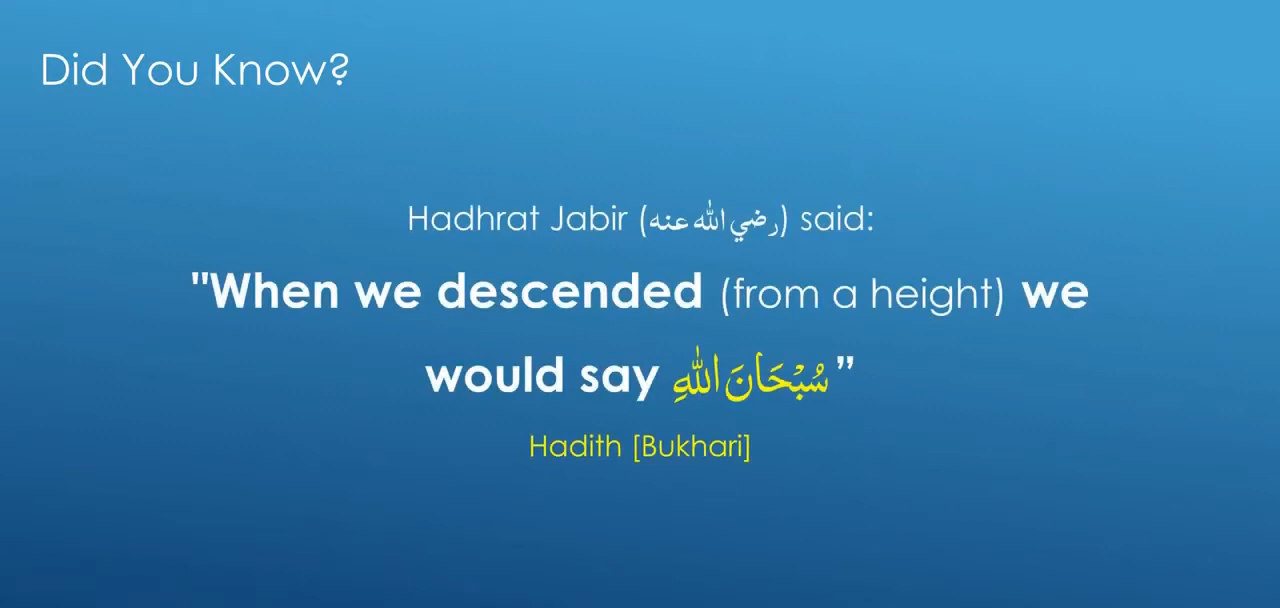 Did You Know?
Hadhrat Jabir (رضي الله عنه) said:
"When we descended (from a height) we
would say سُبْحَانَ اللّٰهِ”
Hadith [Bukhari]